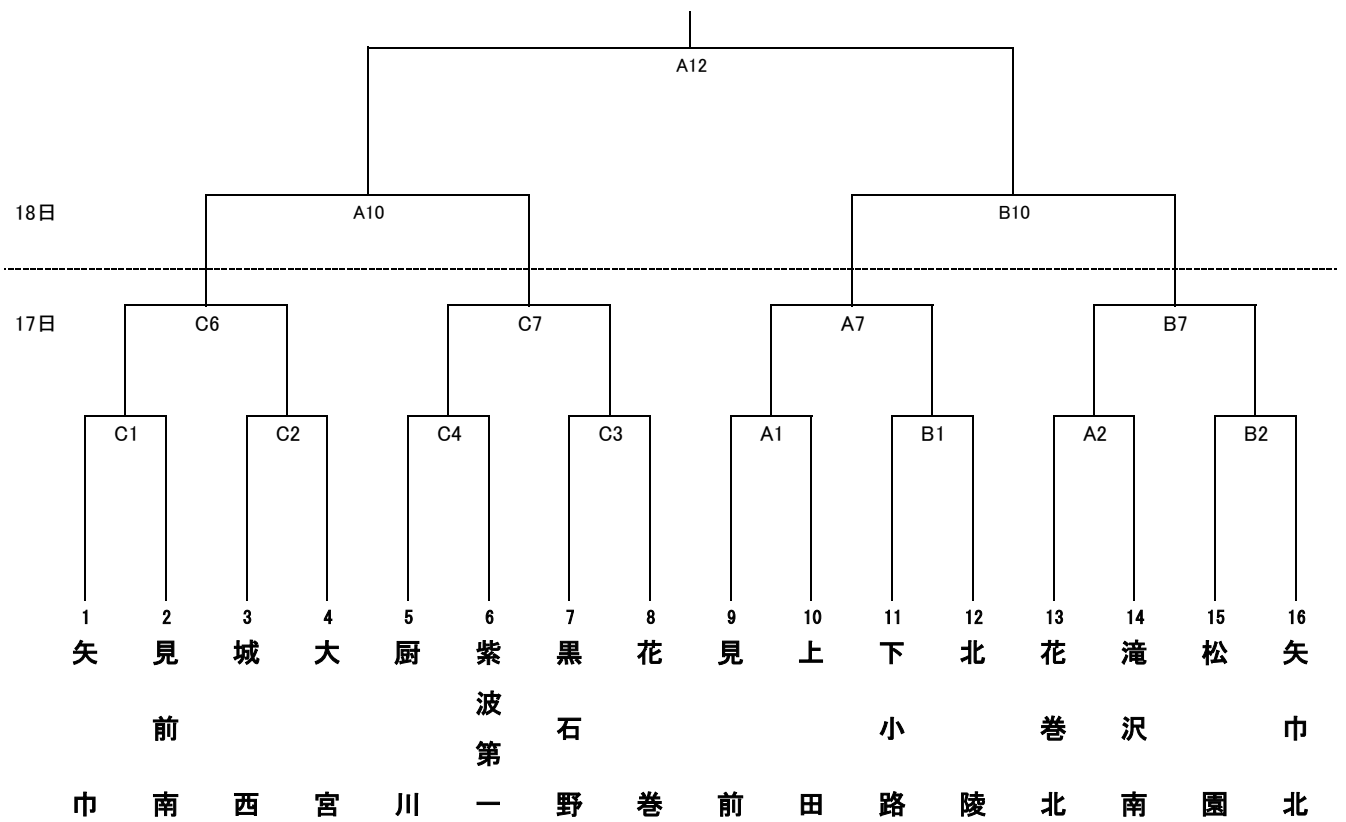 A12
18日
A10
B10
17日
C6
C7
A7
B7
C1
C2
C4
C3
A1
B1
A2
B2
1
2
3
4
5
6
7
8
9
10
11
12
13
14
15
16
矢巾
見前南
城西
大宮
厨川
紫波第一
黒石野
花巻
見前
上田
下小路
北陵
花巻北
滝沢南
松園
矢巾北